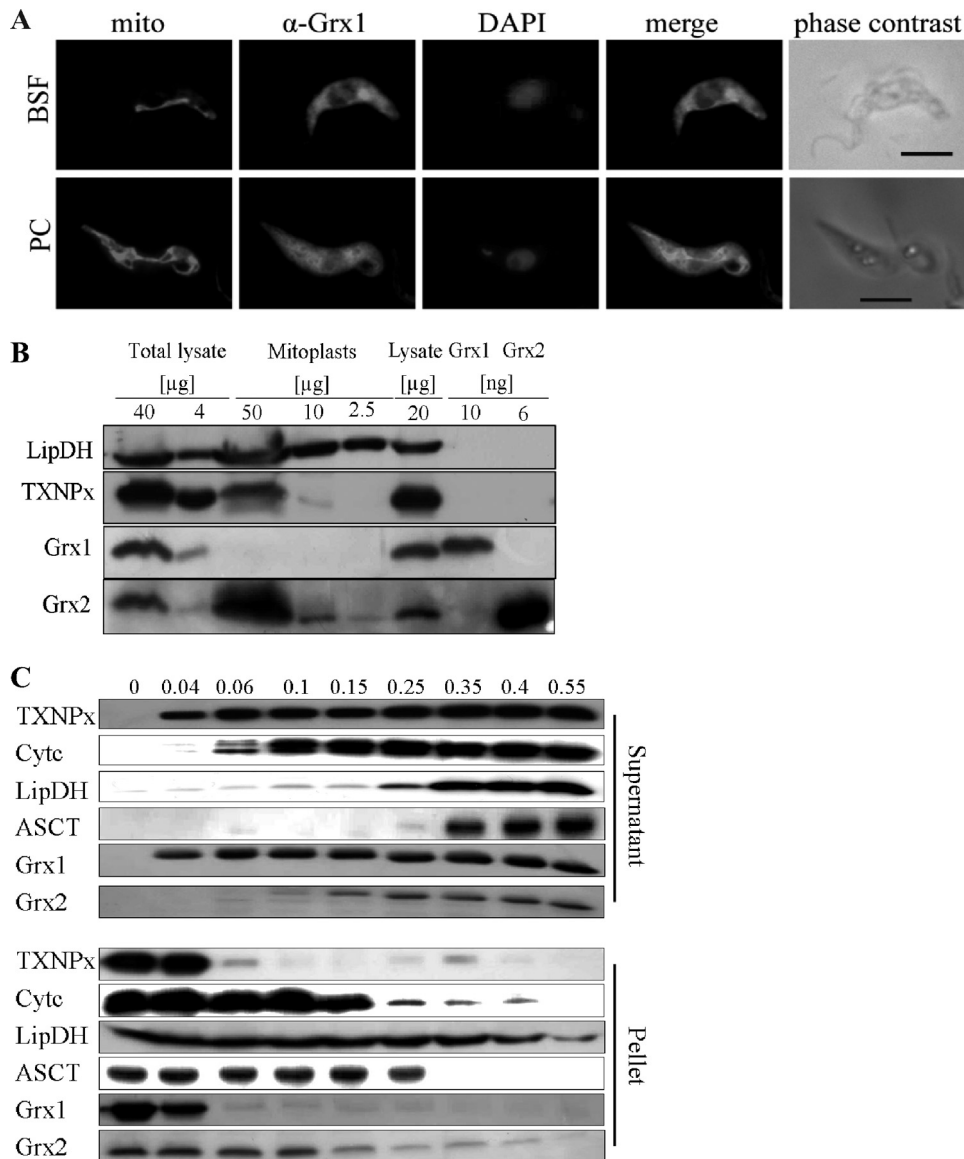 A
mito α-Grx1 DAPI merge phase contrast
BSF
PC
B
Total lysate Mitoplasts Lysate Grx1 Grx2
[µg] [µg] [µg] [ng]
40 4 50 10 2.5 20 10 6
LipDH
TXNPx
Grx1
Grx2
C
0 0.04 0.06 0.1 0.15 0.25 0.35 0.4 0.55
TXNPx
Cytc
LipDH
ASCT
Grx1
Grx2
Supernatant
TXNPx
Cytc
LipDH
ASCT
Grx1
Grx2
Pellet